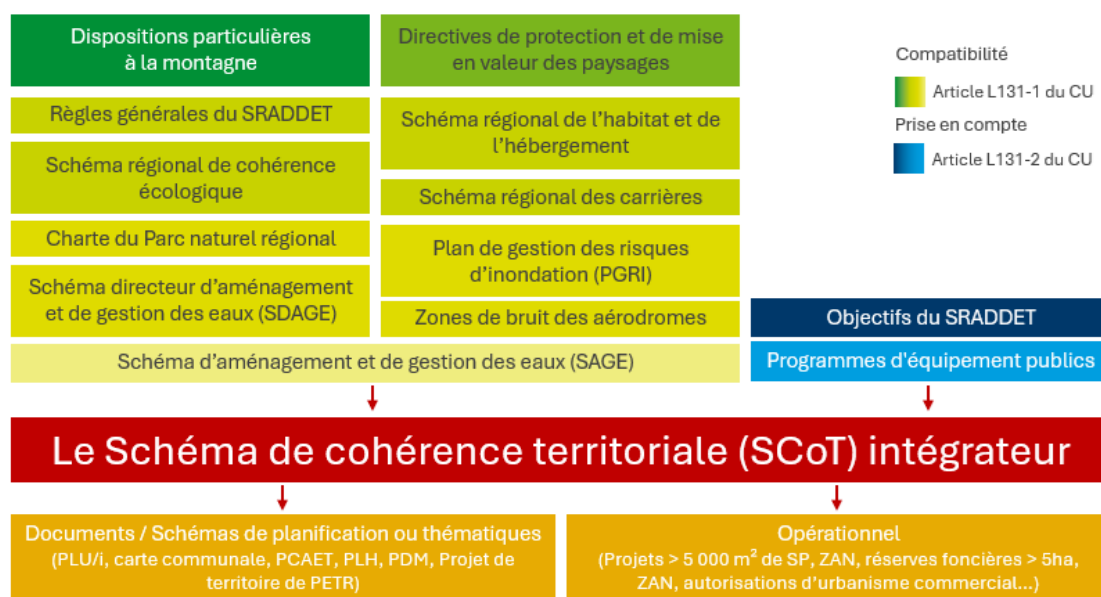 Dispositions particulières
à la montagne
Directives de protection et de mise
en valeur des paysages
Compatibilité
Article L131-1 du CU
Prise en compte
Article L131-2 du CU
Règles générales du SRADDET
Schéma régional de l'habitat et de
l'hébergement
Schéma régional de cohérence
écologique
Schéma régional des carrières
Charte du Parc naturel régional
Plan de gestion des risques
d'inondation (PGRI)
Schéma directeur d'aménagement
et de gestion des eaux (SDAGE)
Zones de bruit des aérodromes
Objectifs du SRADDET
Schéma d'aménagement et de gestion des eaux (SAGE)
Programmes d'équipement publics
Le Schéma de cohérence territoriale (SCoT) intégrateur
Documents / Schémas de planification ou thématiques
(PLU/i, carte communale, PCAET, PLH, PDM, Projet de
territoire de PETR)
Opérationnel
(Projets > 5 000 m² de SP, ZAN, réserves foncières > 5ha,
ZAN, autorisations d'urbanisme commercial...)